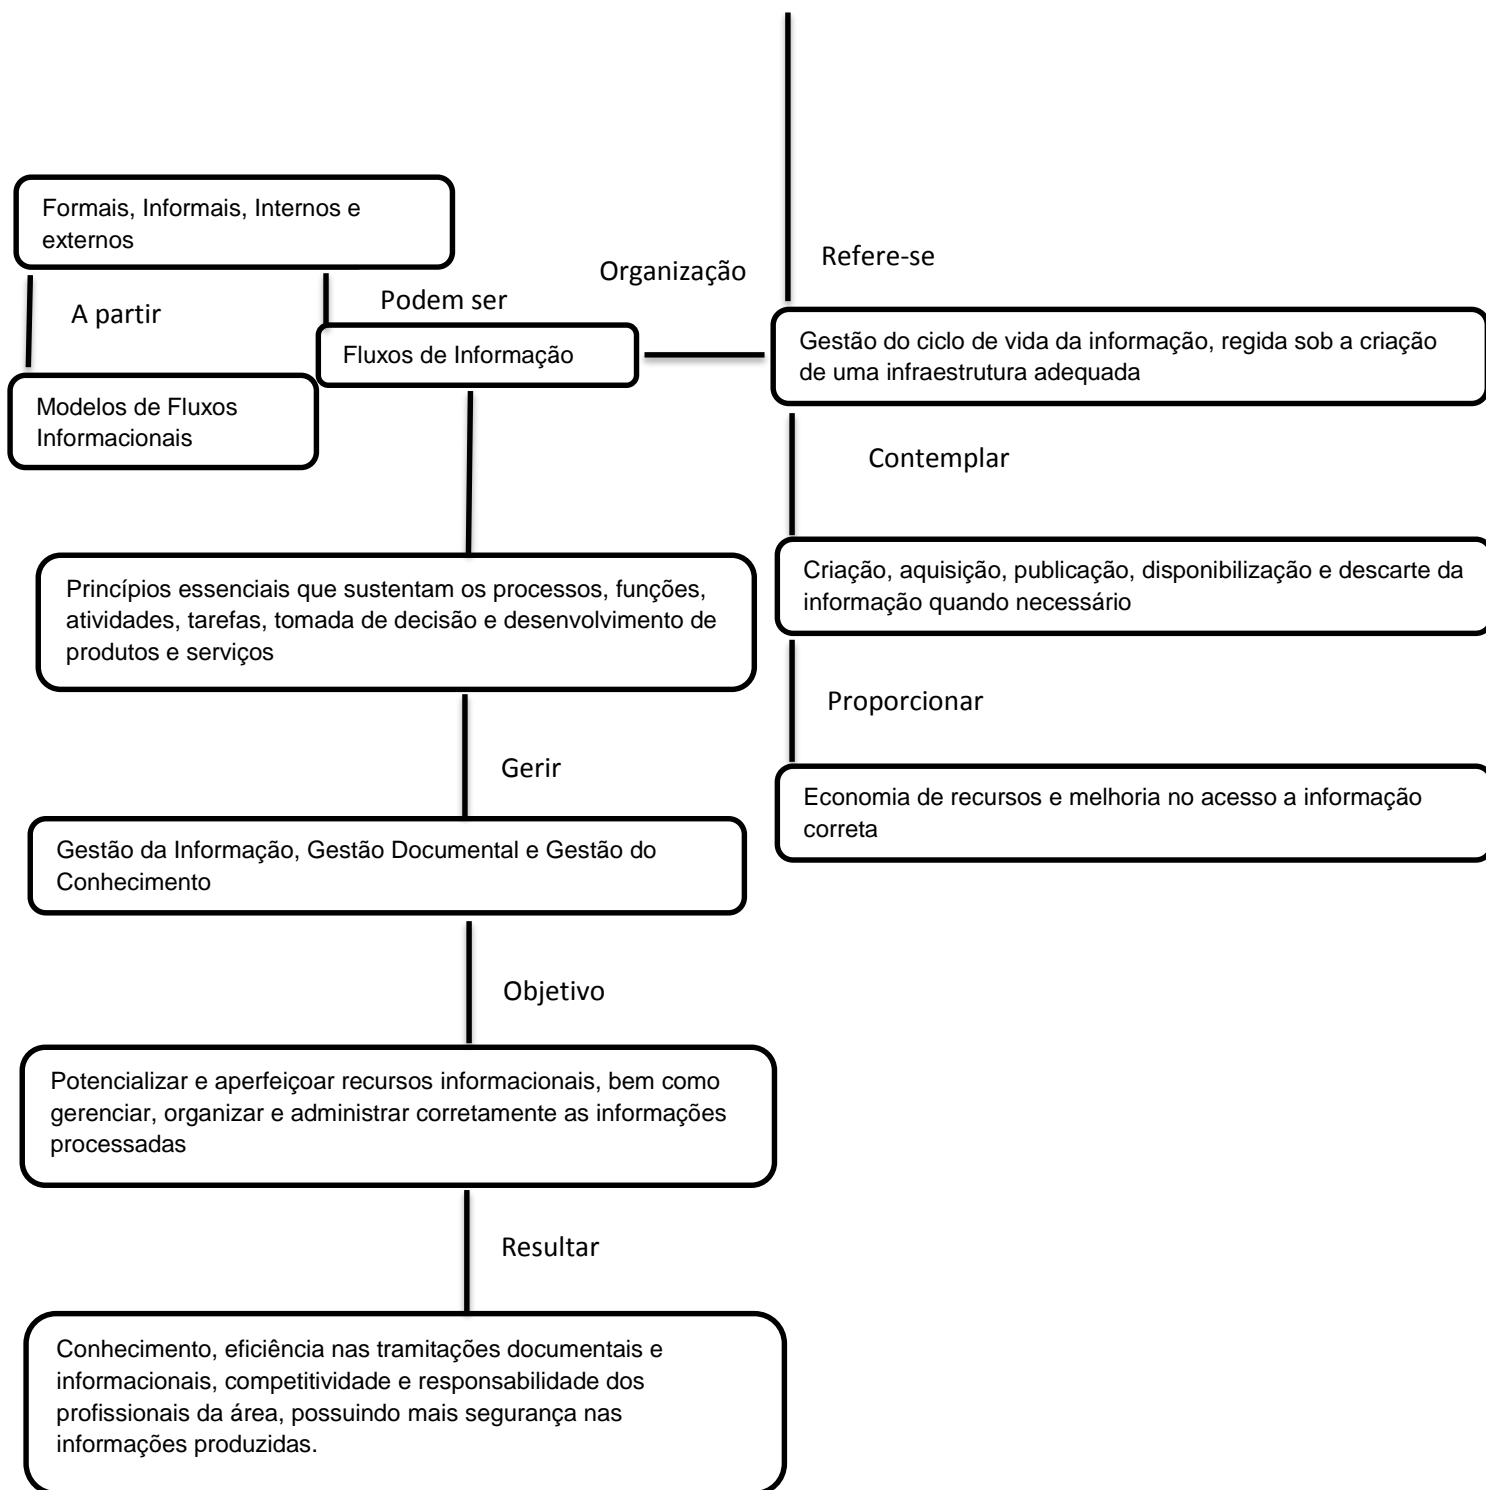 Formais, Informais, Internos e
externos
Organização
Refere-se
A partir
Podem ser
Fluxos de Informação
Gestão do ciclo de vida da informação, regida sob a criação
de uma infraestrutura adequada
Modelos de Fluxos
Informacionais
Contemplar
Princípios essenciais que sustentam os processos, funções,
atividades, tarefas, tomada de decisão e desenvolvimento de
produtos e serviços
Criação, aquisição, publicação, disponibilização e descarte da
informação quando necessário
Proporcionar
Gerir
Economia de recursos e melhoria no acesso a informação
correta
Gestão da Informação, Gestão Documental e Gestão do
Conhecimento
Objetivo
Potencializar e aperfeiçoar recursos informacionais, bem como
gerenciar, organizar e administrar corretamente as informações
processadas
Resultar
Conhecimento, eficiência nas tramitações documentais e
informacionais, competitividade e responsabilidade dos
profissionais da área, possuindo mais segurança nas
informações produzidas.